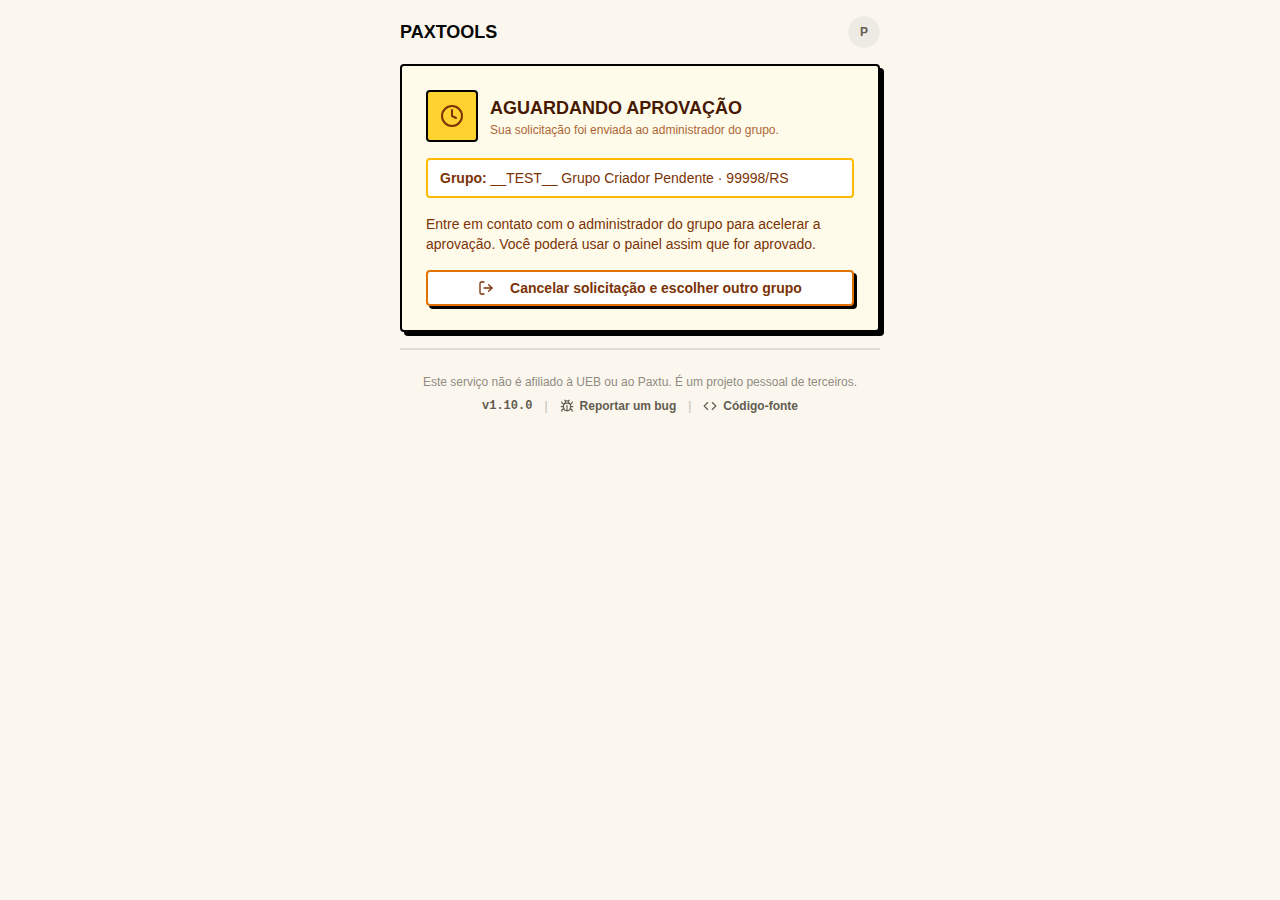 PAXTOOLS
P
AGUARDANDO APROVAÇÃO
Sua solicitação foi enviada ao administrador do grupo.
Grupo: __TEST__ Grupo Criador Pendente · 99998/RS
Entre em contato com o administrador do grupo para acelerar a
aprovação. Você poderá usar o painel assim que for aprovado.
Cancelar solicitação e escolher outro grupo
Este serviço não é afiliado à UEB ou ao Paxtu. É um projeto pessoal de terceiros.
v1.10.0 | Reportar um bug | Código-fonte